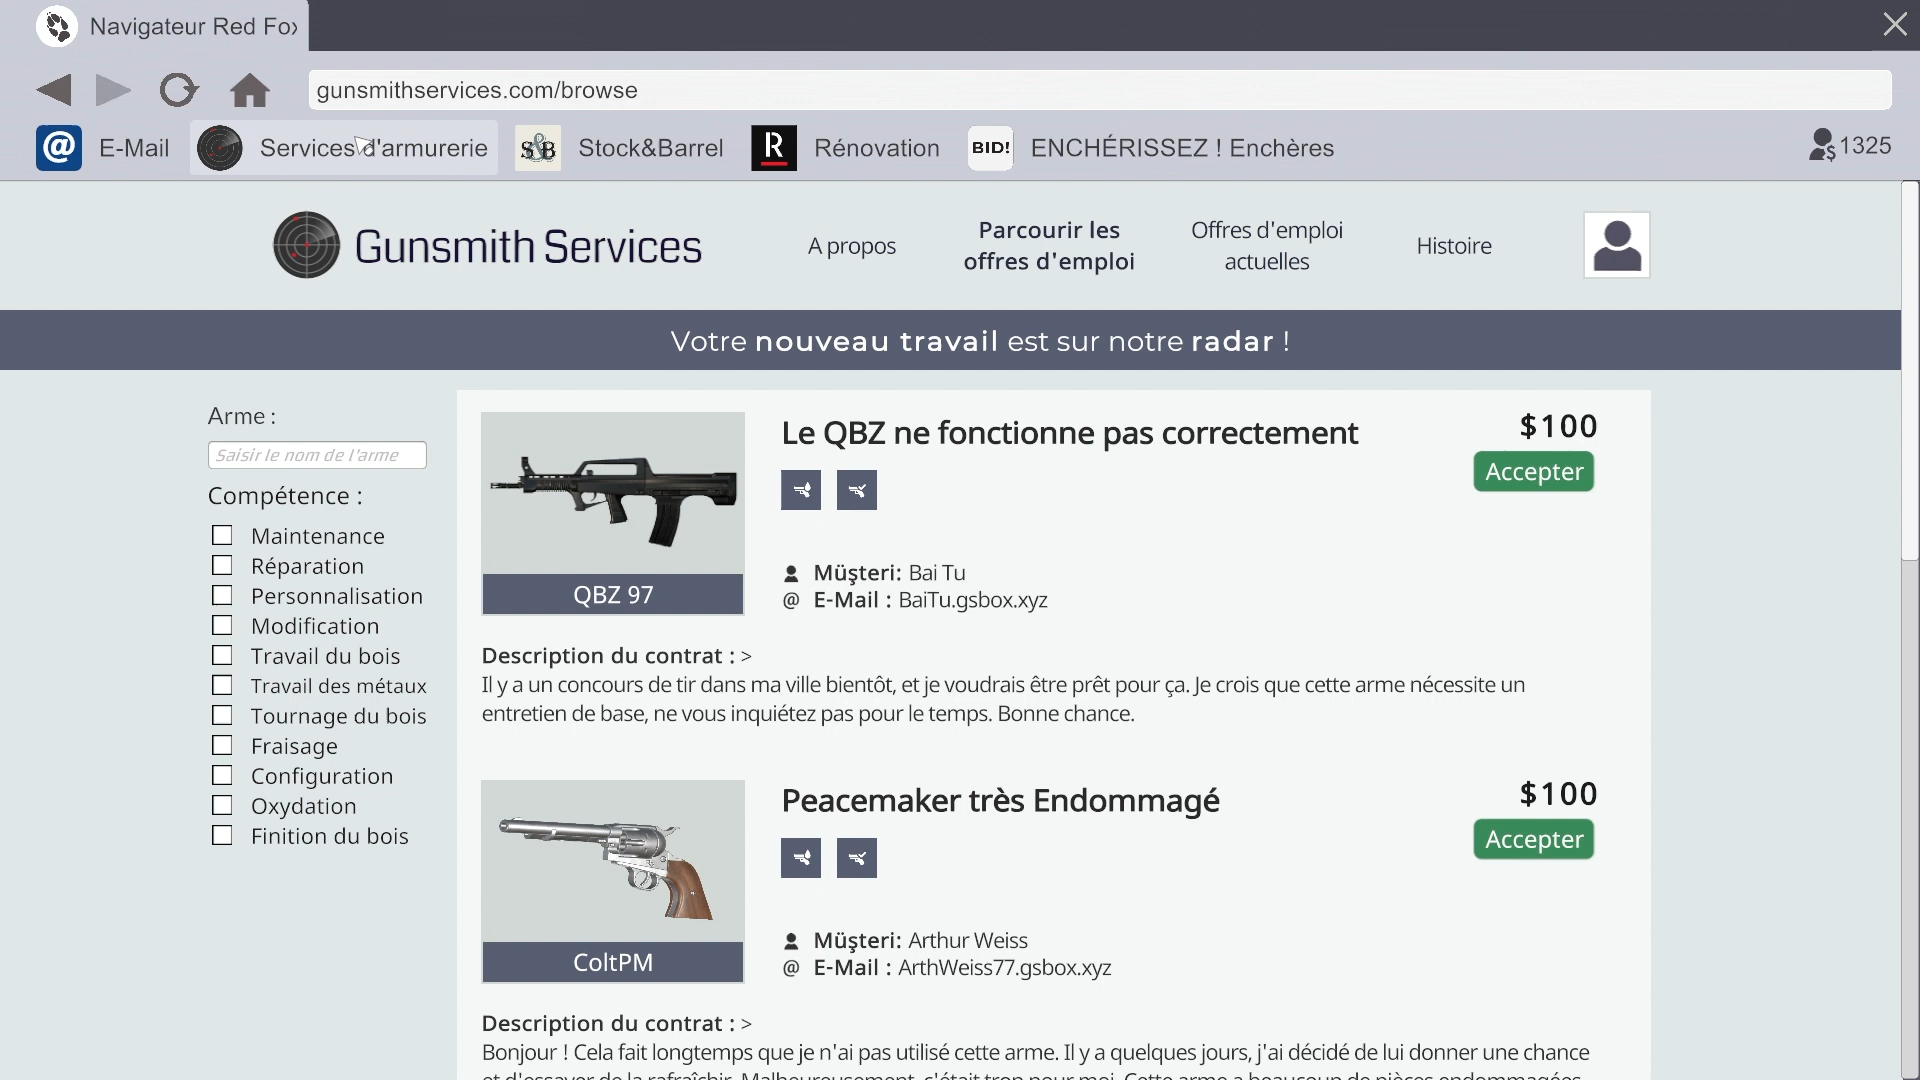 Navigateur Red Fox
gunsmithservices.com/browse
@ E-Mail
Services d'armurerie
S&B Stock&Barrel
R Rénovation
BID! ENCHÉRISSEZ ! Enchères
1325
Gunsmith Services
A propos
Parcourir les
offres d'emploi
Offres d'emploi
actuelles
Histoire
Votre nouveau travail est sur notre radar !
Arme :
Saisir le nom de l'arme
Compétence :
Maintenance
Réparation
Personnalisation
Modification
Travail du bois
Travail des métaux
Tournage du bois
Fraisage
Configuration
Oxydation
Finition du bois
Le QBZ ne fonctionne pas correctement
$100
Accepter
QBZ 97
Müşteri: Bai Tu
@ E-Mail : BaiTu.gsbox.xyz
Description du contrat : >
Il y a un concours de tir dans ma ville bientôt, et je voudrais être prêt pour ça. Je crois que cette arme nécessite un
entretien de base, ne vous inquiétez pas pour le temps. Bonne chance.
Peacemaker très Endommagé
$100
Accepter
ColtPM
Müşteri: Arthur Weiss
@ E-Mail : ArthWeiss77.gsbox.xyz
Description du contrat : >
Bonjour ! Cela fait longtemps que je n'ai pas utilisé cette arme. Il y a quelques jours, j'ai décidé de lui donner une chance
et d'essayer de la rafraîchir. Malheureusement, c'était trop pour moi. Cette arme a beaucoup de pièces endommagées,